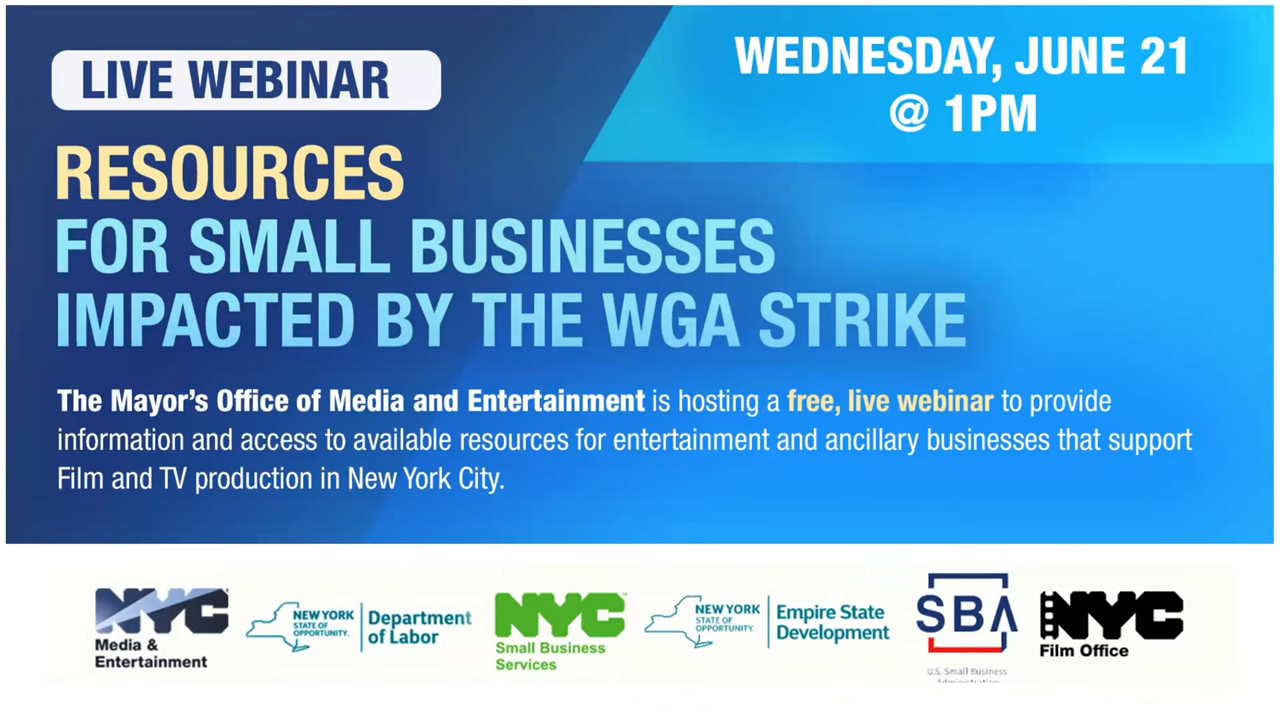 LIVE WEBINAR
WEDNESDAY, JUNE 21
@ 1PM
RESOURCES
FOR SMALL BUSINESSES
IMPACTED BY THE WGA STRIKE
The Mayor's Office of Media and Entertainment is hosting a free, live webinar to provide
information and access to available resources for entertainment and ancillary businesses that support
Film and TV production in New York City.
NYC
Media &
Entertainment
NEW YORK
STATE OF
OPPORTUNITY.
Department
of Labor
NYC
Small Business
Services
NEW YORK
STATE OF
OPPORTUNITY.
Empire State
Development
SBA
U.S. Small Business
Administration
NYC
Film Office